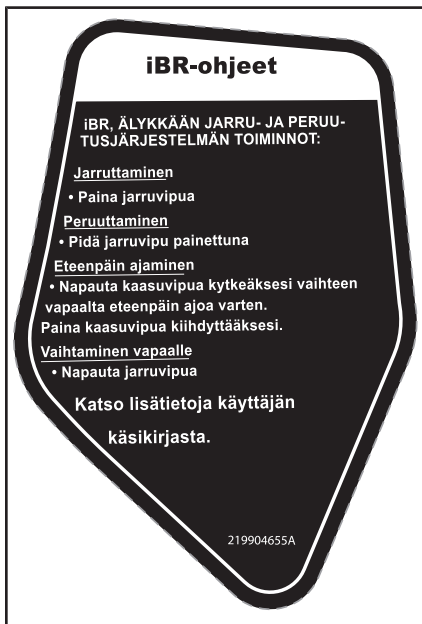 iBR-ohjeet
iBR, ÄLYKKÄÄN JARRU- JA PERUU-
TUSJÄRJESTELMÄN TOIMINNOT:
Jarruttaminen
• Paina jarruvipua
Peruuttaminen
• Pidä jarruvipu painettuna
Eteenpäin ajaminen
• Napauta kaasuvipua kytkeäksesi vaihteen
vapaalta eteenpäin ajoa varten.
Paina kaasuvipua kiihdyttääksesi.
Vaihtaminen vapaalle
• Napauta jarruvipua
Katso lisätietoja käyttäjän
käsikirjasta.
219904655A